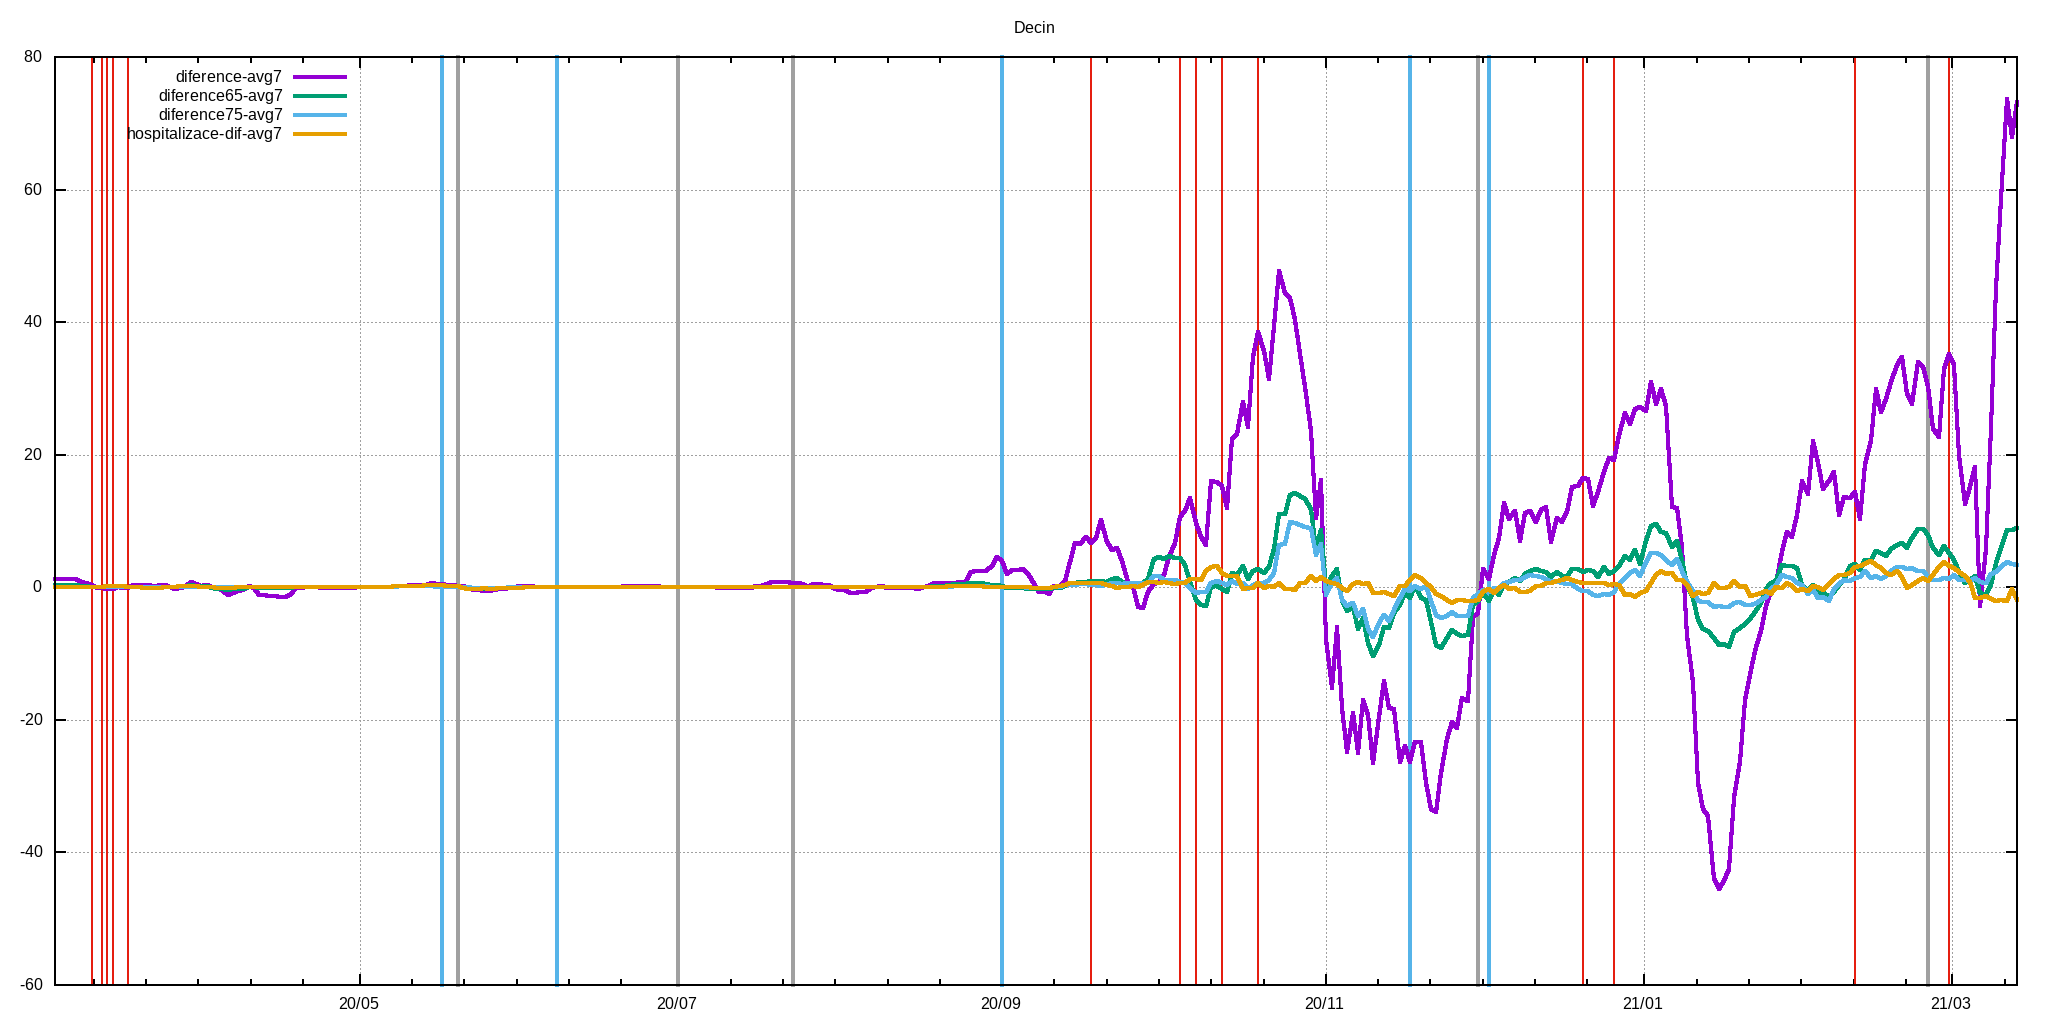 Decin
diference-avg7
diference65-avg7
diference75-avg7
hospitalizace-dif-avg7
80
60
40
20
0
-20
-40
-60
20/05 20/07 20/09 20/11 21/01 21/03